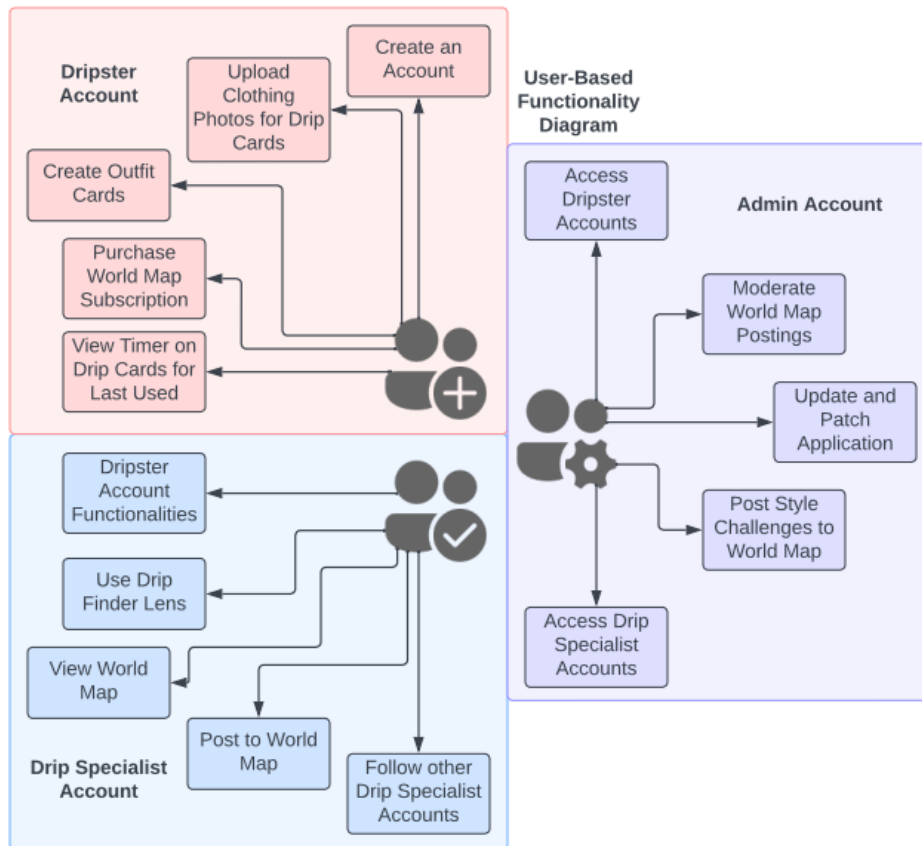 Dripster
Account
Create an
Account
Upload
Clothing
Photos for Drip
Cards
Create Outfit
Cards
Purchase
World Map
Subscription
View Timer on
Drip Cards for
Last Used
User-Based
Functionality
Diagram
Admin Account
Access
Dripster
Accounts
Moderate
World Map
Postings
Update and
Patch
Application
Post Style
Challenges to
World Map
Access Drip
Specialist
Accounts
Dripster
Account
Functionalities
Use Drip
Finder Lens
View World
Map
Post to World
Map
Follow other
Drip Specialist
Accounts
Drip Specialist
Account